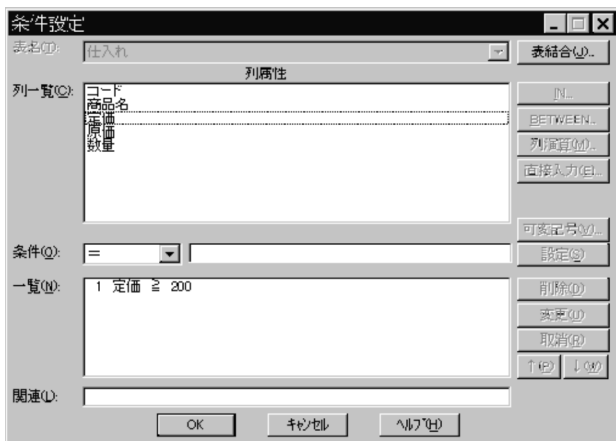 条件設定
表名(T):
仕入れ
表結合(J)...
列属性
列一覧(C):
コード
商品名
定価
原価
数量
IN...
BETWEEN...
列演算(M)...
直接入力(E)...
可変記号(V)...
条件(O):
=
設定(S)
一覧(N):
1 定価 ≧ 200
削除(D)
変更(U)
取消(R)
↑(P)
↓(W)
関連(L):
OK
キャンセル
ヘルプ(H)